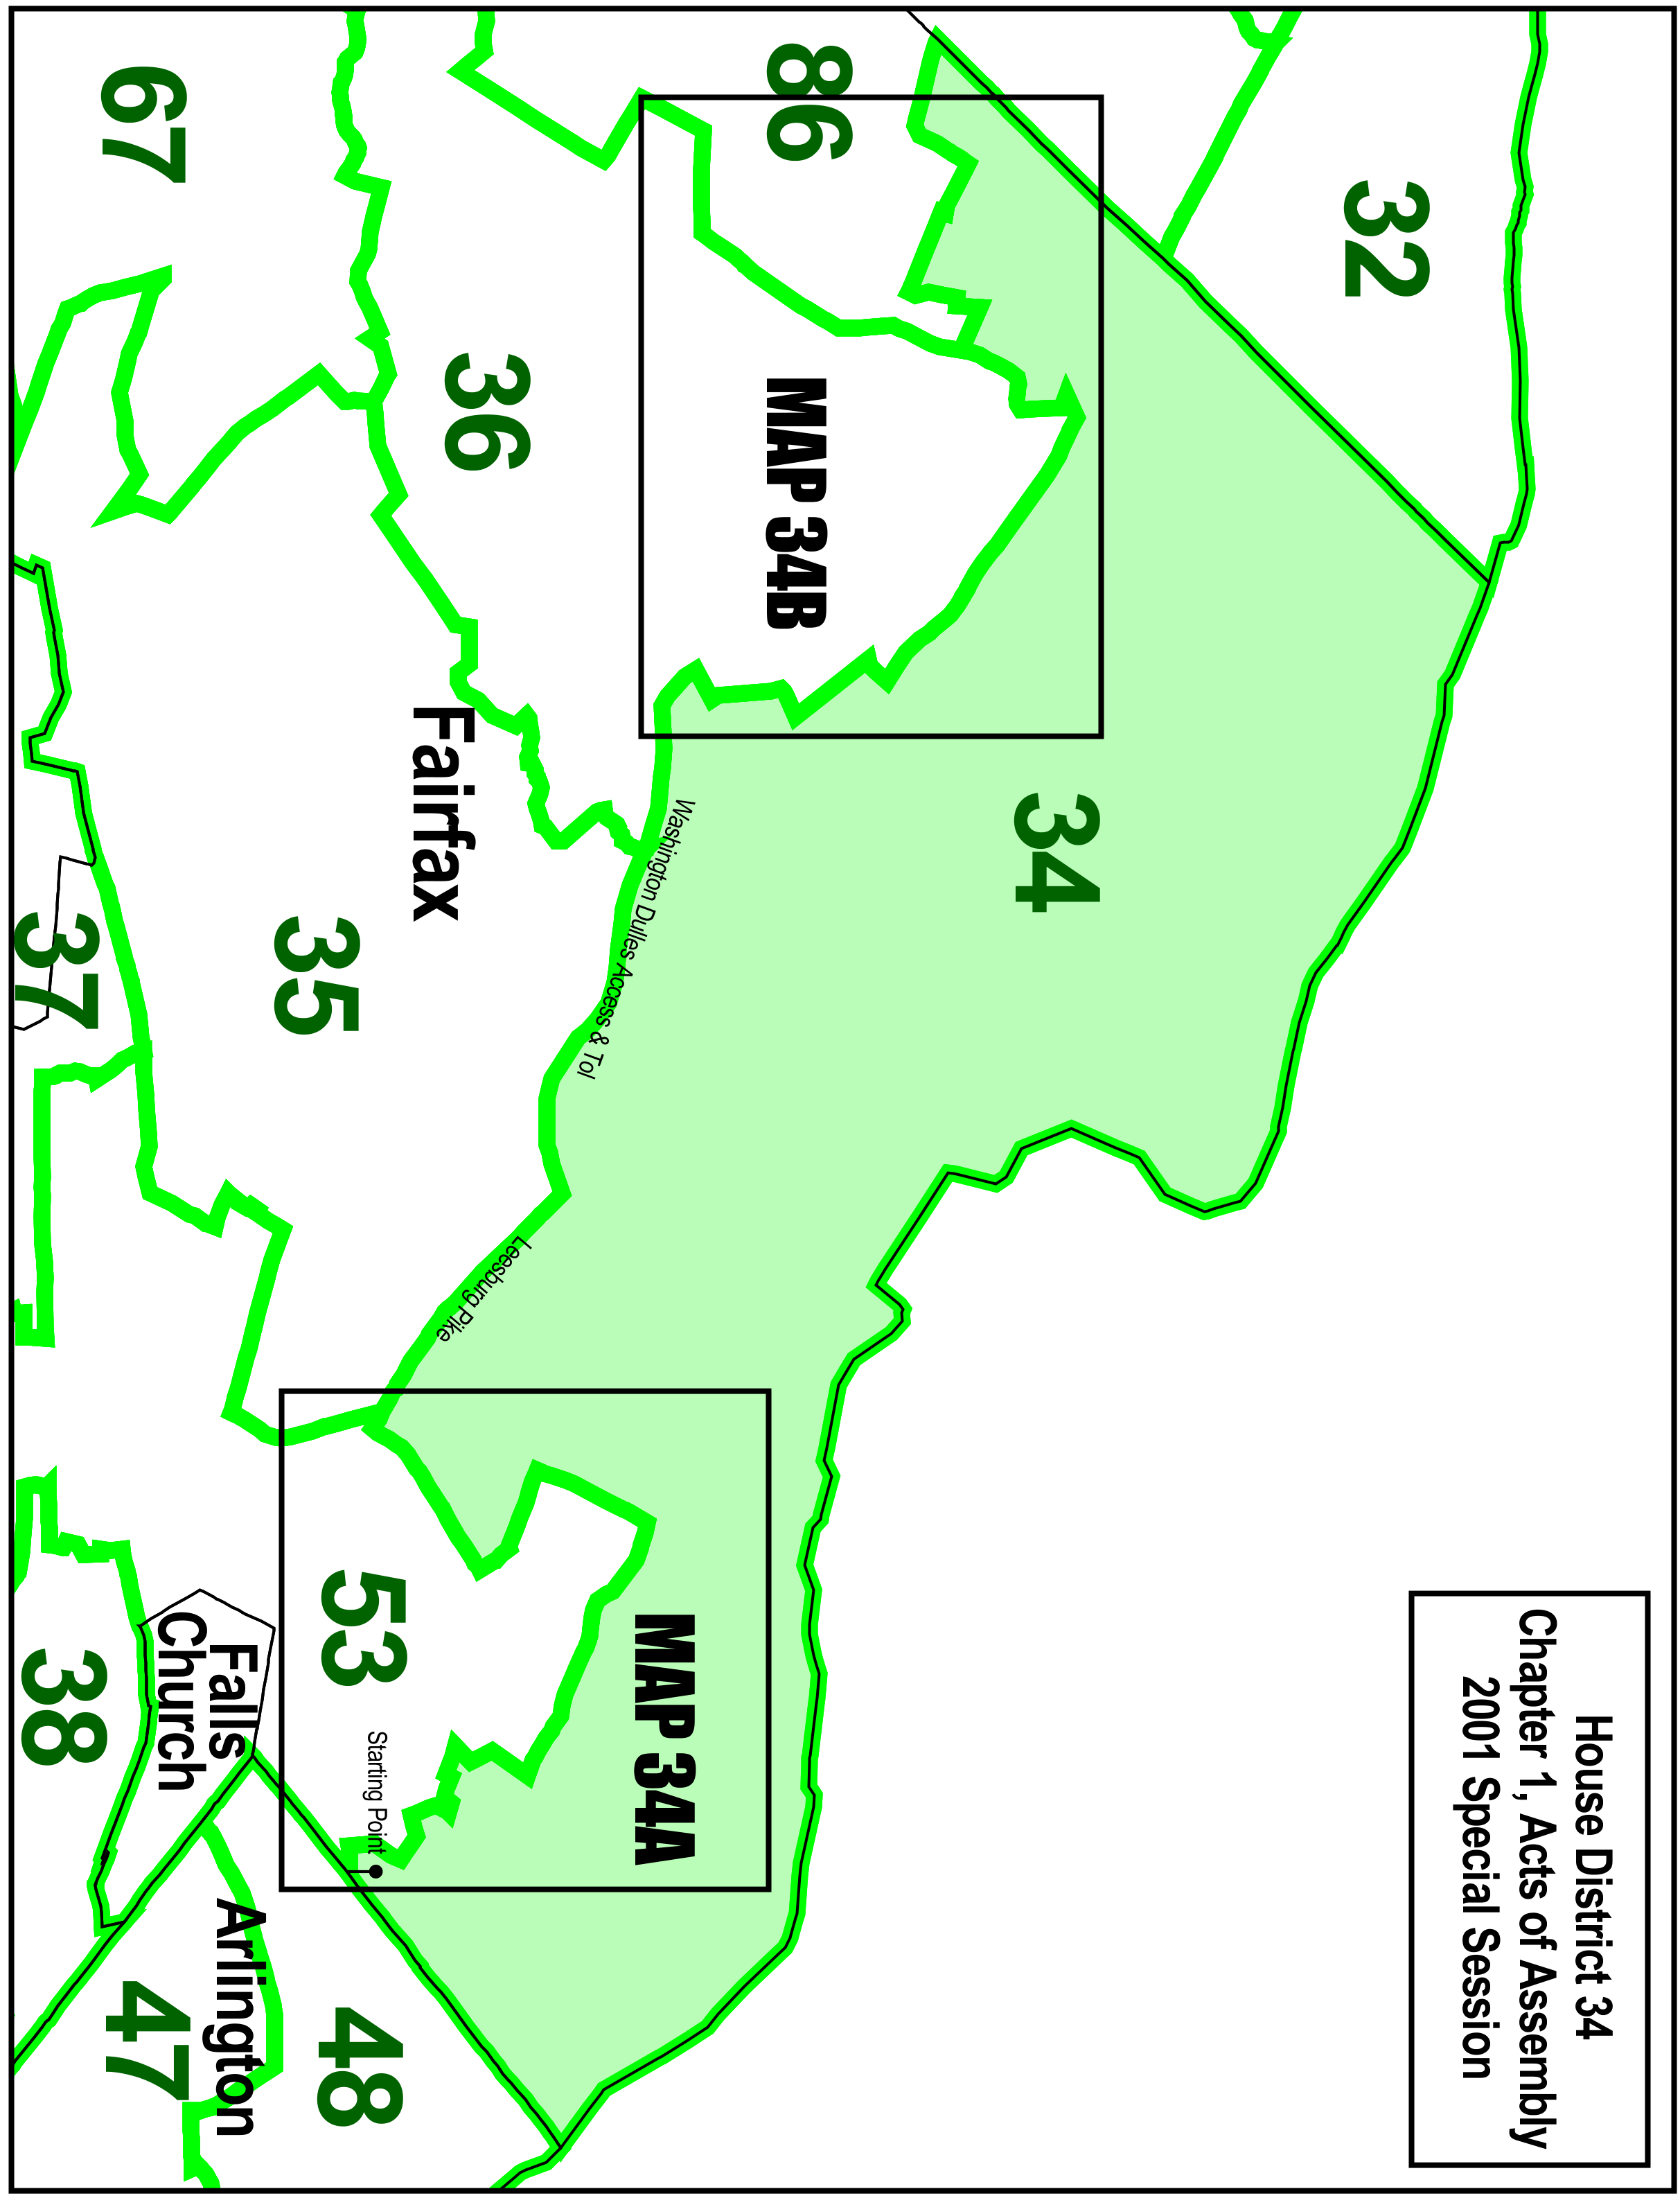 House District 34
Chapter 1, Acts of Assembly
2001 Special Session
32
34
86
MAP 34B
Washington Dulles Access & Tol
36
Fairfax
67
35
37
Leesburg Pike
MAP 34A
53
Starting Point
Falls
Church
38
Arlington
48
47